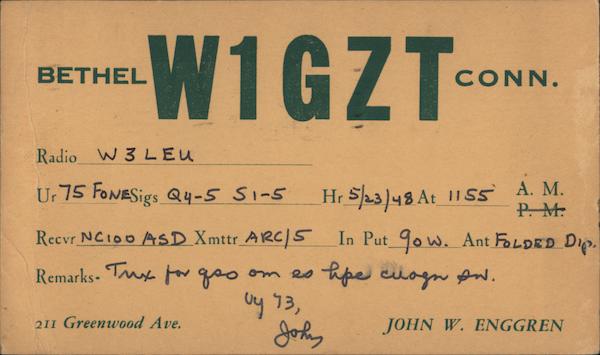 BETHEL W1GZT CONN.
Radio W3LEU
Ur 75 FONE Sigs Q4-5 S1-5 Hr 5/23/48 At 1155 A. M. P. M.
Recvr NC100 ASD Xmttr ARC/5 In Put 90W. Ant FOLDED Dip.
Remarks- Tnx for qso om es hpe cuagn sn.
Vy 73,
John
211 Greenwood Ave. JOHN W. ENGGREN